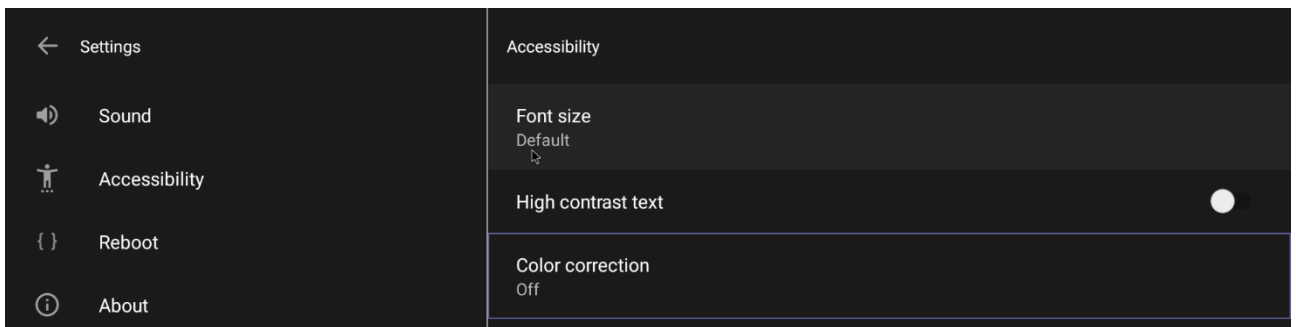 Settings
Sound
Accessibility
{ } Reboot
About
Accessibility
Font size
Default
High contrast text
Color correction
Off